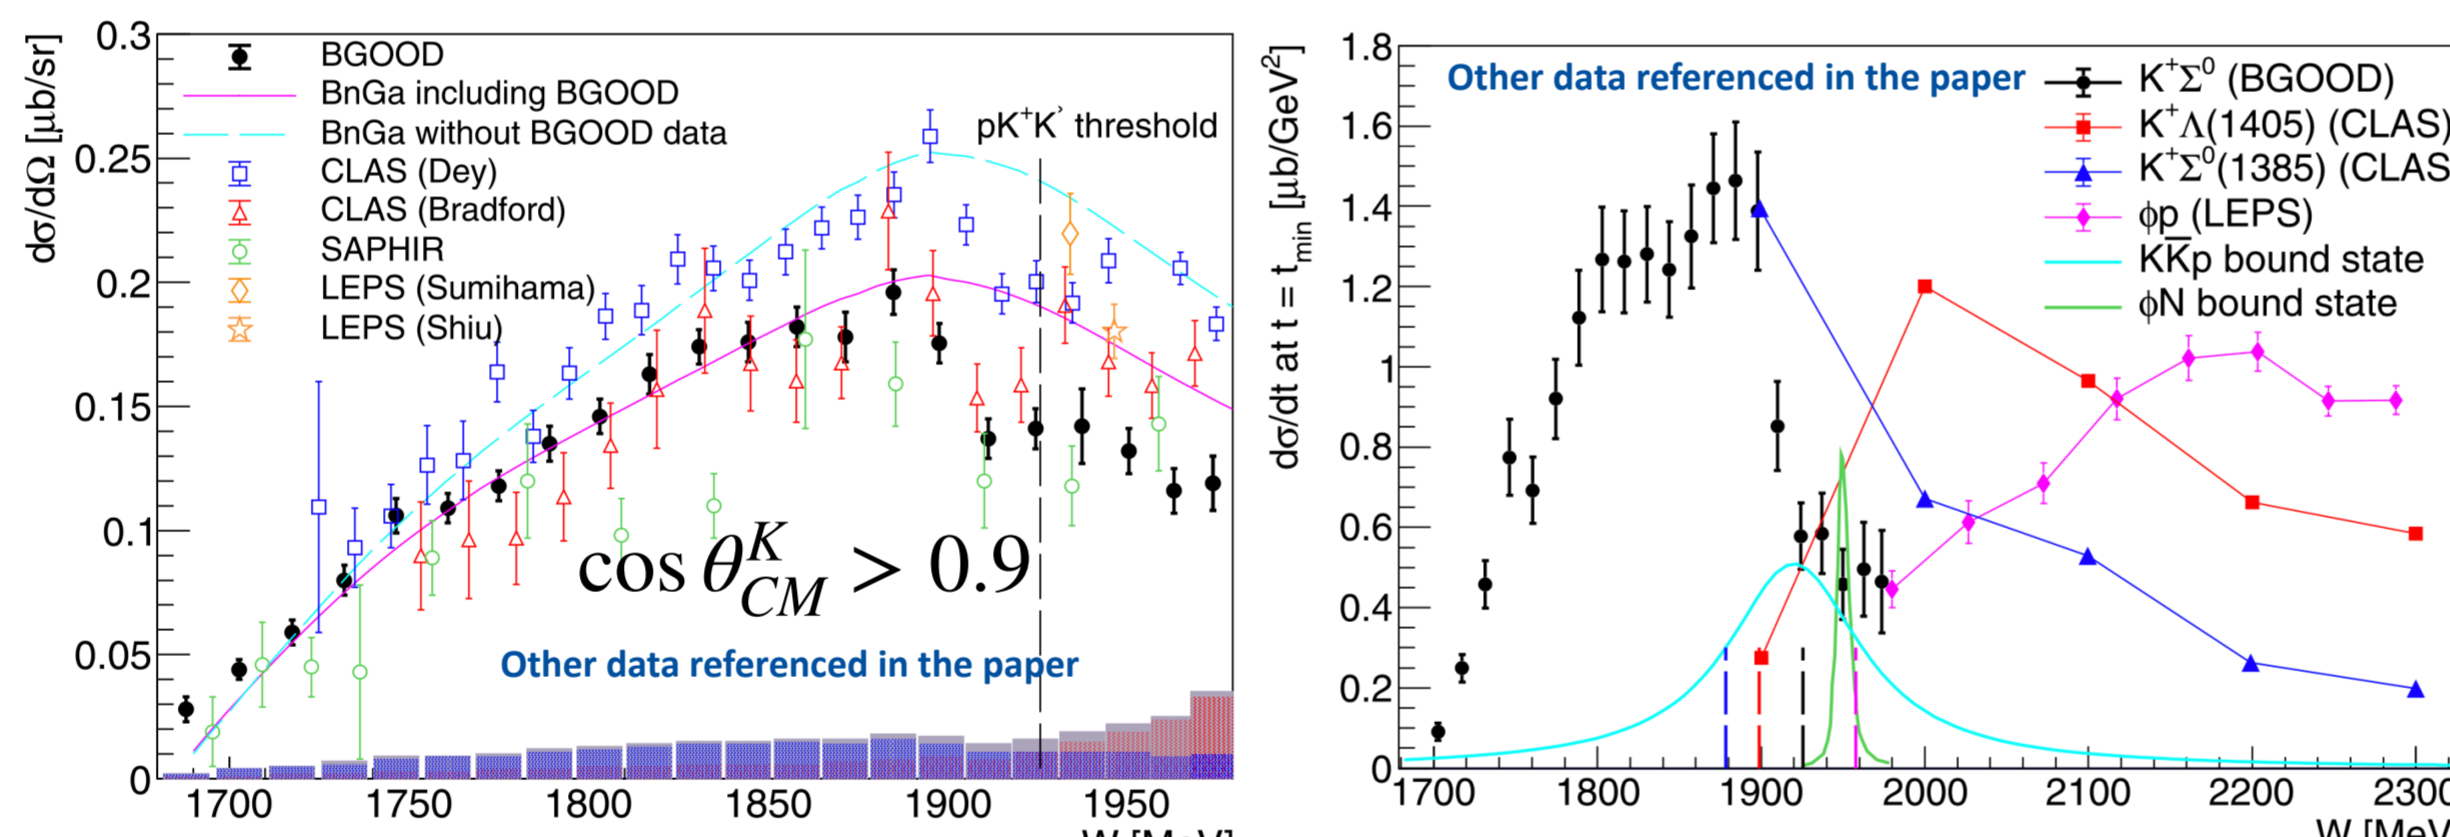 0.3
0.25
0.2
0.15
0.1
0.05
0
dσ/dΩ [μb/sr]
BGOOD
BnGa including BGOOD
BnGa without BGOOD data
CLAS (Dey)
CLAS (Bradford)
SAPHIR
LEPS (Sumihama)
LEPS (Shiu)
pK⁺K˒ threshold
cos θ^K_CM > 0.9
Other data referenced in the paper
1700 1750 1800 1850 1900 1950
W [MeV]
1.8
1.6
1.4
1.2
1
0.8
0.6
0.4
0.2
0
dσ/dt at t = t_min [μb/GeV²]
Other data referenced in the paper
K⁺Σ⁰ (BGOOD)
K⁺Λ(1405) (CLAS)
K⁺Σ⁰(1385) (CLAS
ϕp (LEPS)
KK̅p bound state
ϕN bound state
1700 1800 1900 2000 2100 2200 2300
W [MeV